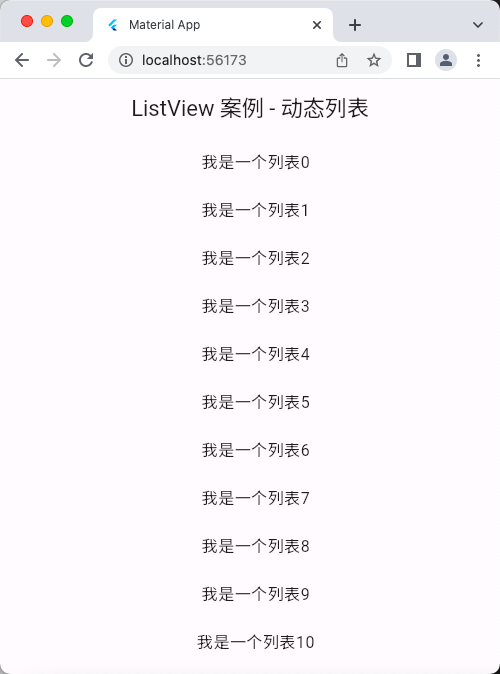 Material App
localhost:56173
ListView 案例 - 动态列表
我是一个列表0
我是一个列表1
我是一个列表2
我是一个列表3
我是一个列表4
我是一个列表5
我是一个列表6
我是一个列表7
我是一个列表8
我是一个列表9
我是一个列表10